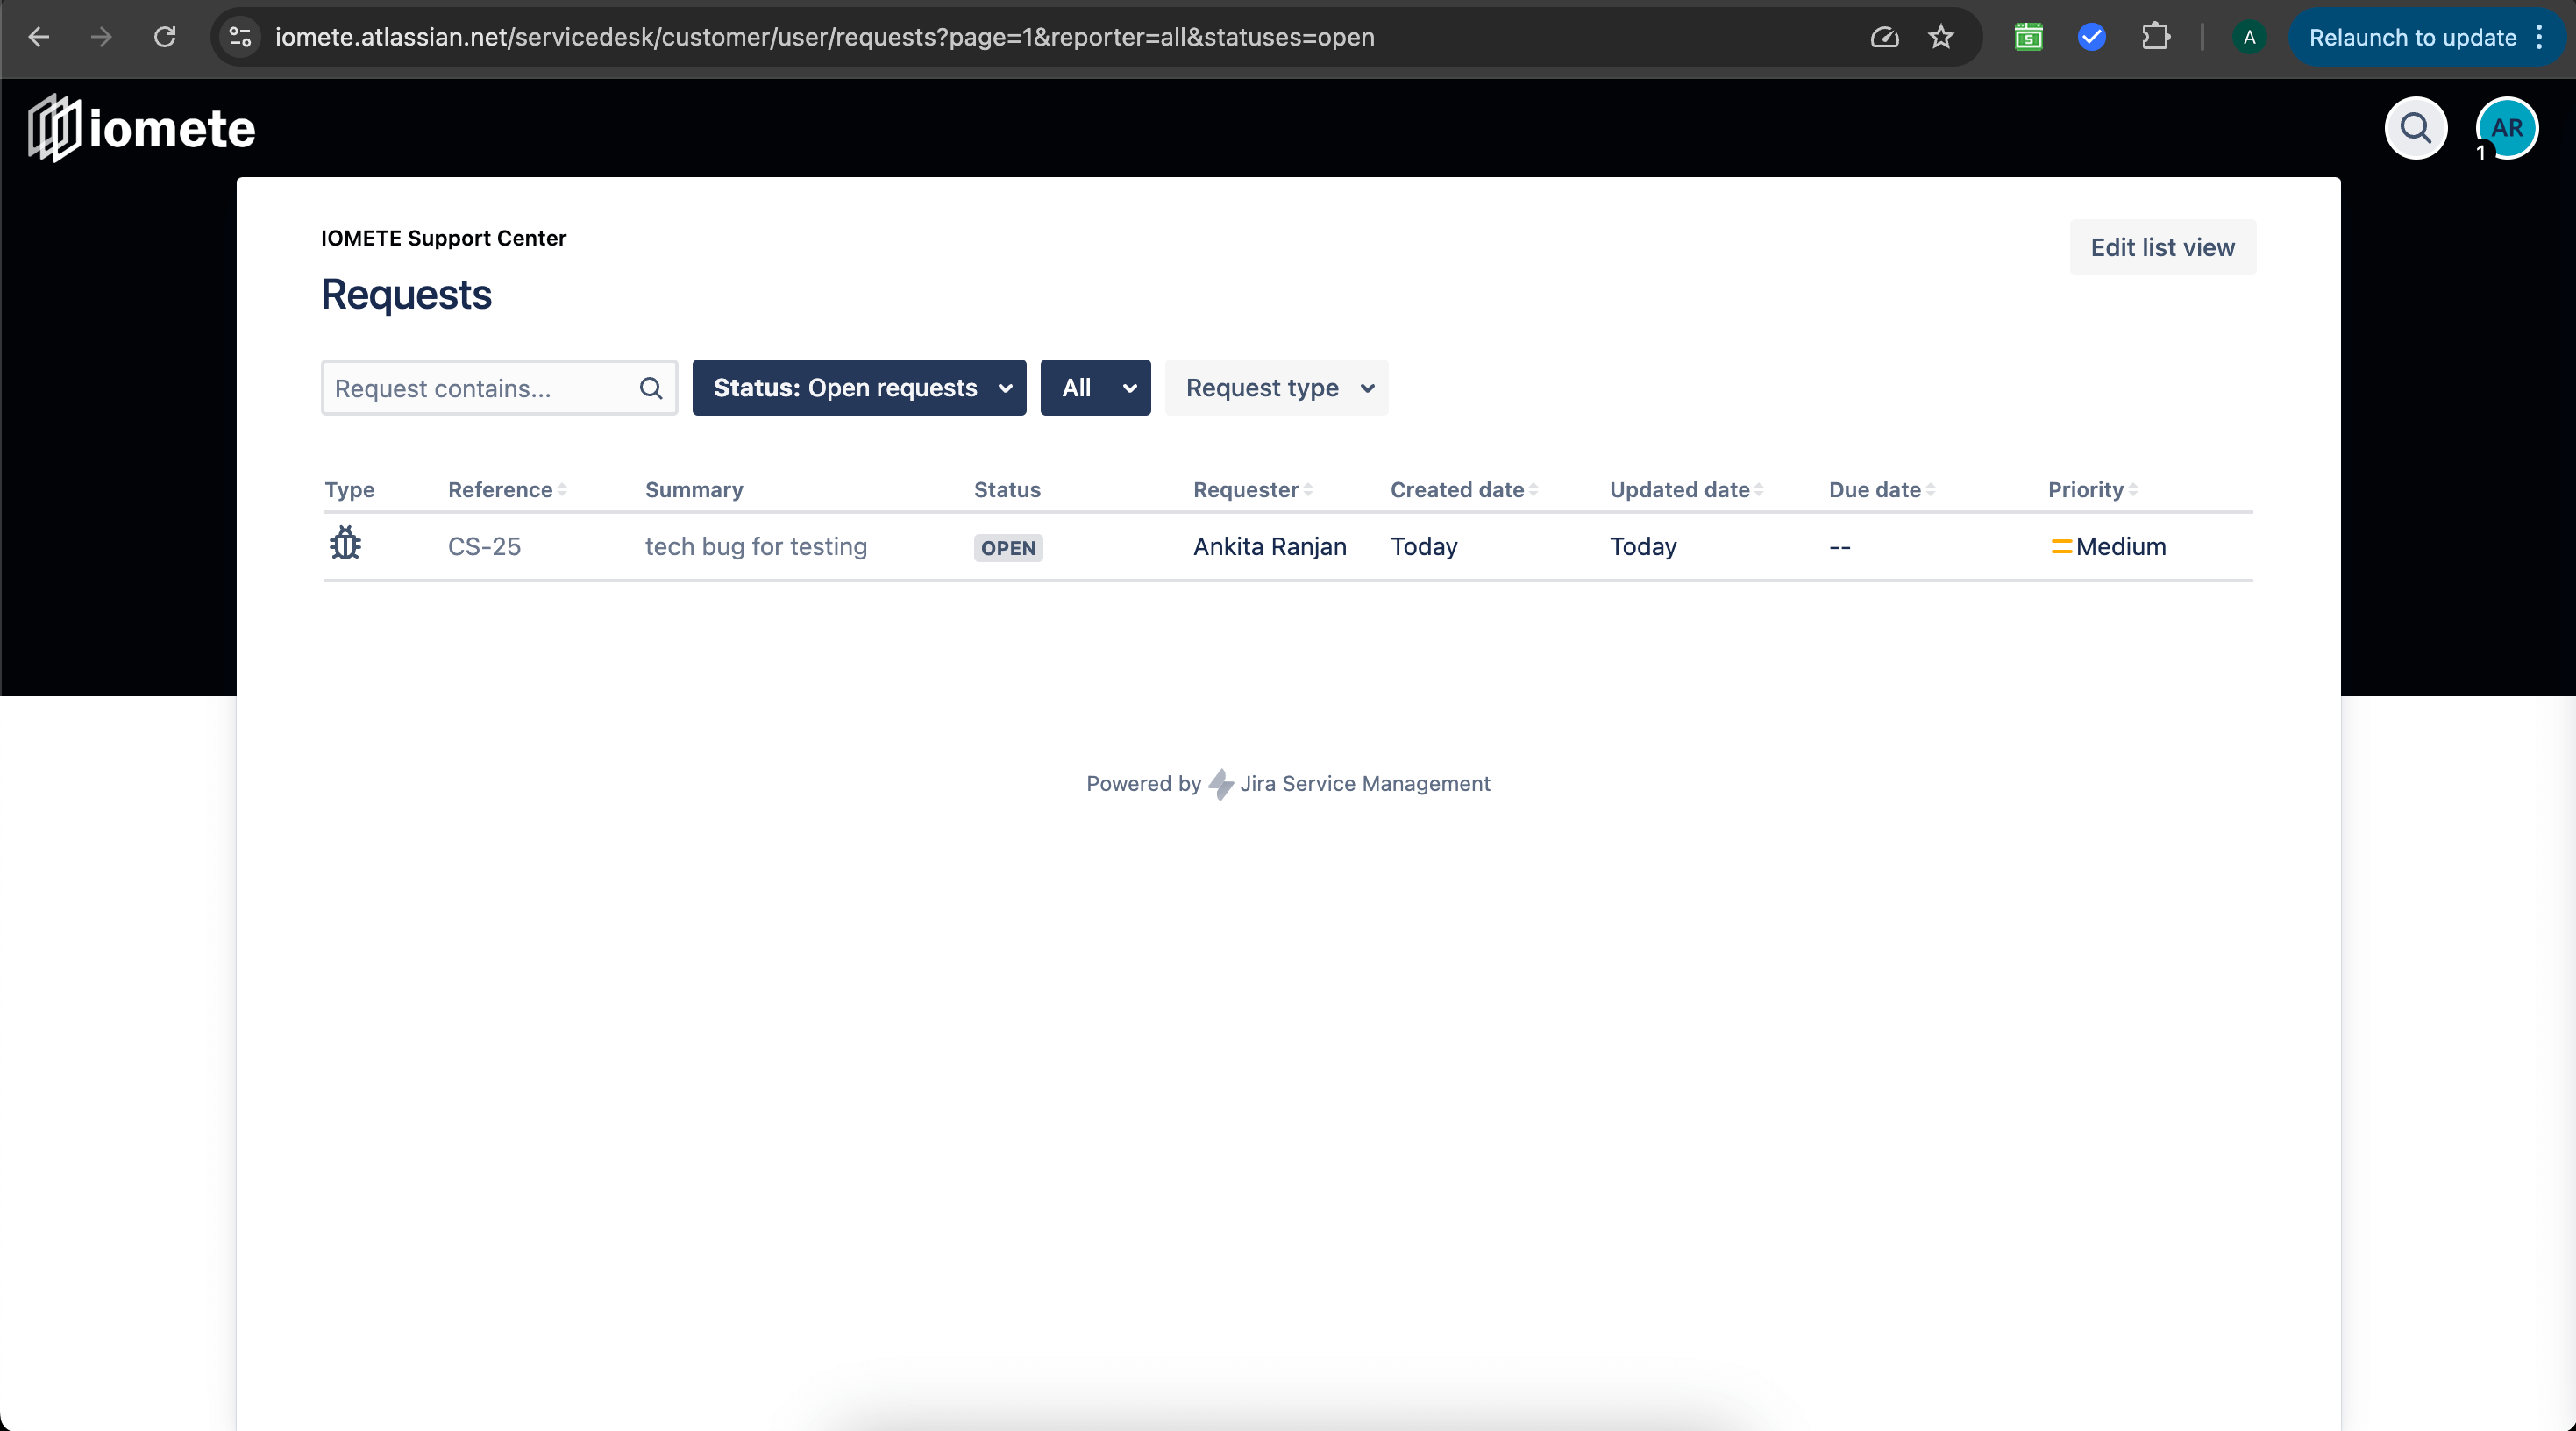 iomete.atlassian.net/servicedesk/customer/user/requests?page=1&reporter=all&statuses=open
S
A
Relaunch to update
iomete
AR
1
IOMETE Support Center
Edit list view
Requests
Request contains...
Status: Open requests
All
Request type
Type Reference Summary Status Requester Created date Updated date Due date Priority
CS-25 tech bug for testing OPEN Ankita Ranjan Today Today -- Medium
Powered by Jira Service Management